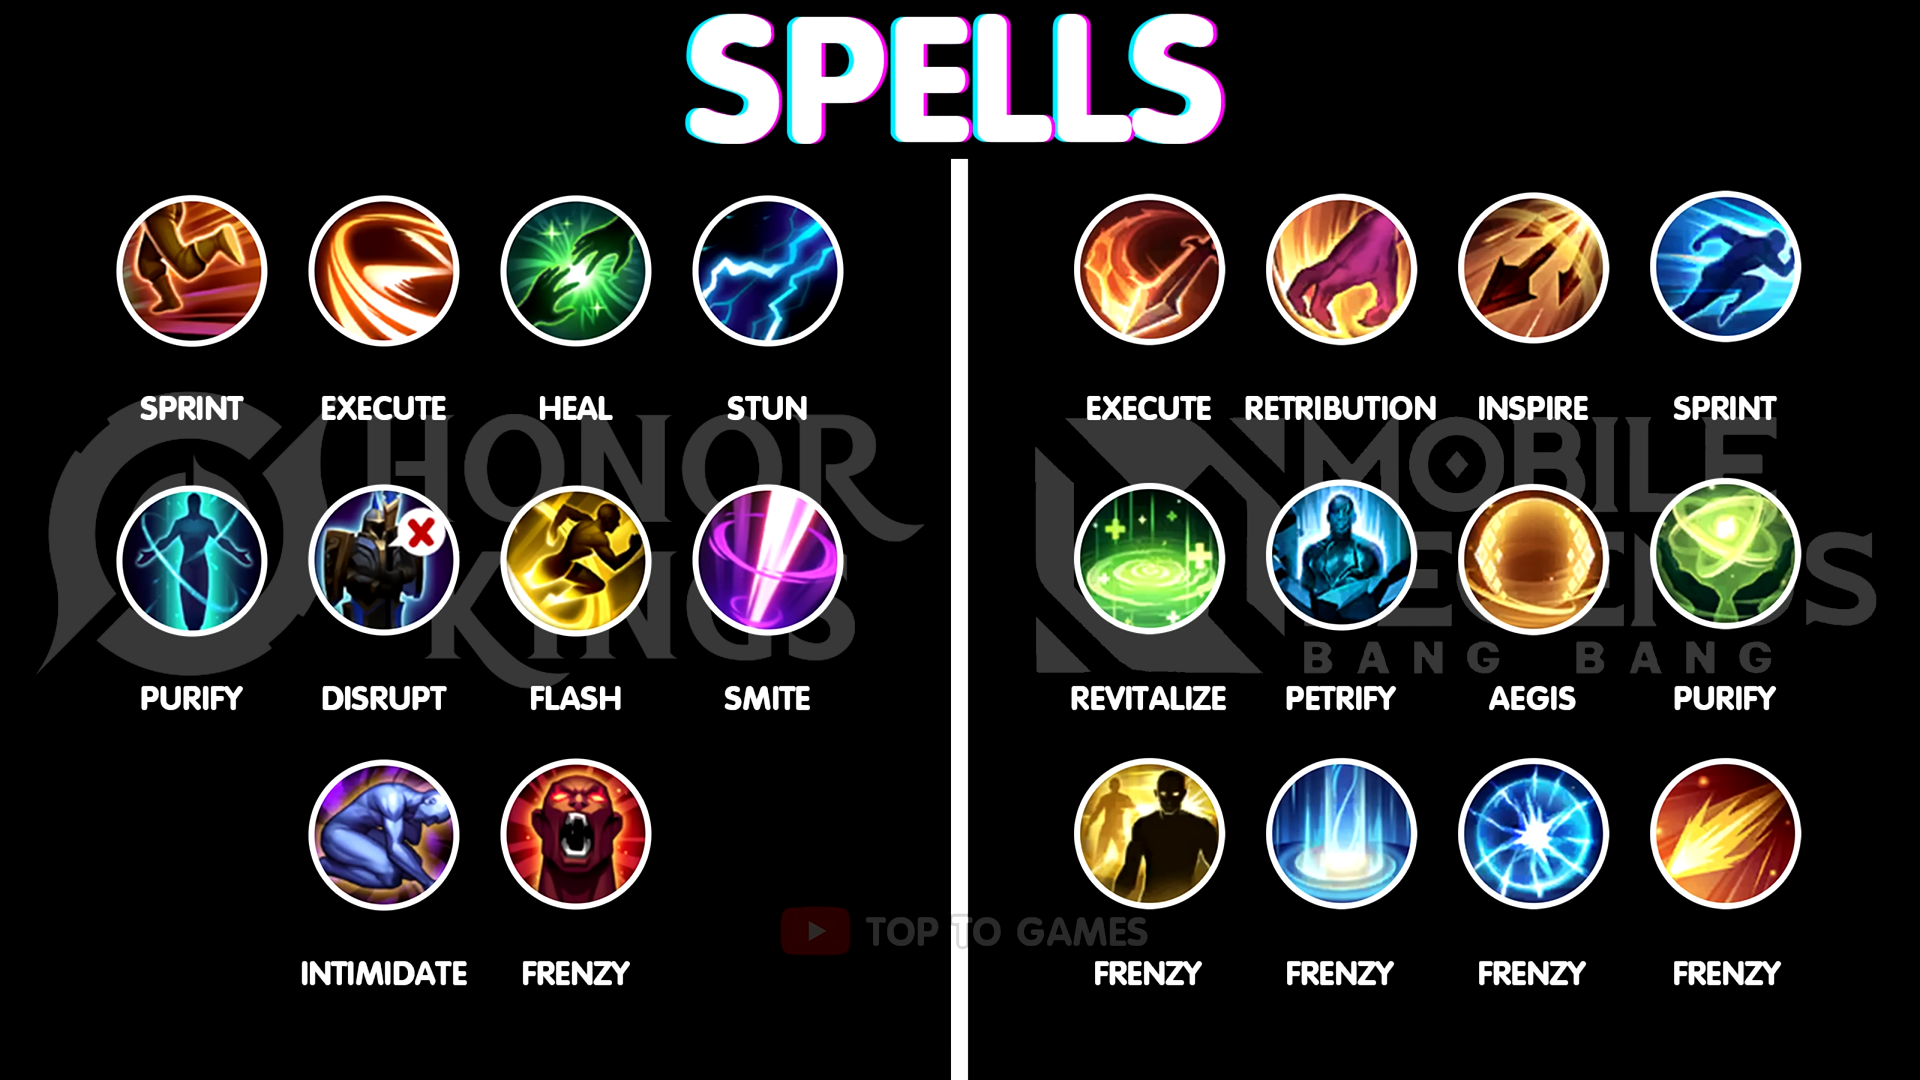 SPELLS
SPRINT EXECUTE HEAL STUN
EXECUTE RETRIBUTION INSPIRE SPRINT
HONOR
KINGS
MOBILE
LEGENDS
BANG BANG
PURIFY DISRUPT FLASH SMITE
REVITALIZE PETRIFY AEGIS PURIFY
TOP TO GAMES
INTIMIDATE FRENZY
FRENZY FRENZY FRENZY FRENZY